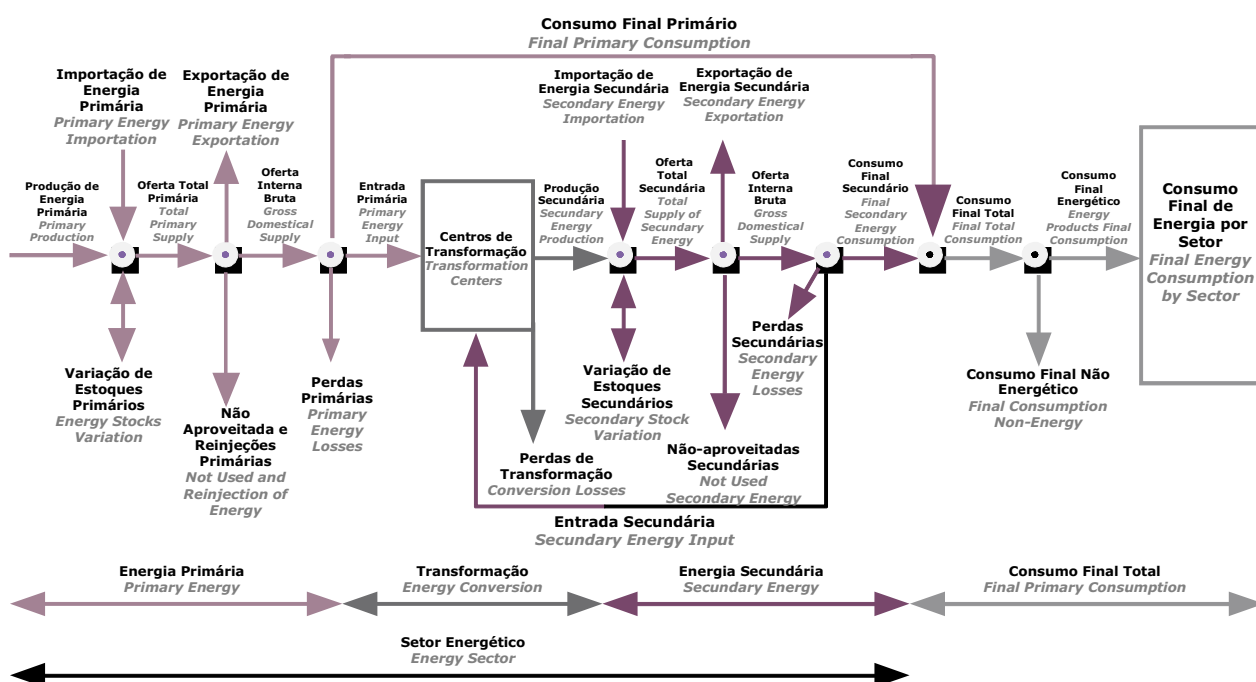 Consumo Final Primário
Final Primary Consumption
Importação de
Energia
Primária
Primary Energy
Importation
Exportação de
Energia
Primária
Primary Energy
Exportation
Importação de
Energia Secundária
Secondary Energy
Importation
Exportação de
Energia Secundária
Secondary Energy
Exportation
Produção de
Energia
Primária
Primary
Production
Oferta Total
Primária
Total
Primary
Supply
Oferta
Interna
Bruta
Gross
Domestical
Supply
Entrada
Primária
Primary
Energy
Input
Centros de
Transformação
Transformation
Centers
Produção
Secundária
Secondary
Energy
Production
Oferta
Total
Secundária
Total
Supply of
Secondary
Energy
Oferta
Interna
Bruta
Gross
Domestical
Supply
Consumo
Final
Secundário
Final
Secondary
Energy
Consumption
Consumo
Final Total
Final Total
Consumption
Consumo
Final
Energético
Energy
Products Final
Consumption
Consumo
Final de
Energia por
Setor
Final Energy
Consumption
by Sector
Variação de
Estoques
Primários
Energy Stocks
Variation
Não
Aproveitada e
Reinjeções
Primárias
Not Used and
Reinjection of
Energy
Perdas
Primárias
Primary
Energy
Losses
Perdas de
Transformação
Conversion Losses
Variação de
Estoques
Secundários
Secondary Stock
Variation
Não-aproveitadas
Secundárias
Not Used
Secondary Energy
Perdas
Secundárias
Secondary
Energy
Losses
Consumo Final Não
Energético
Final Consumption
Non-Energy
Entrada Secundária
Secundary Energy Input
Energia Primária
Primary Energy
Transformação
Energy Conversion
Energia Secundária
Secondary Energy
Consumo Final Total
Final Primary Consumption
Setor Energético
Energy Sector